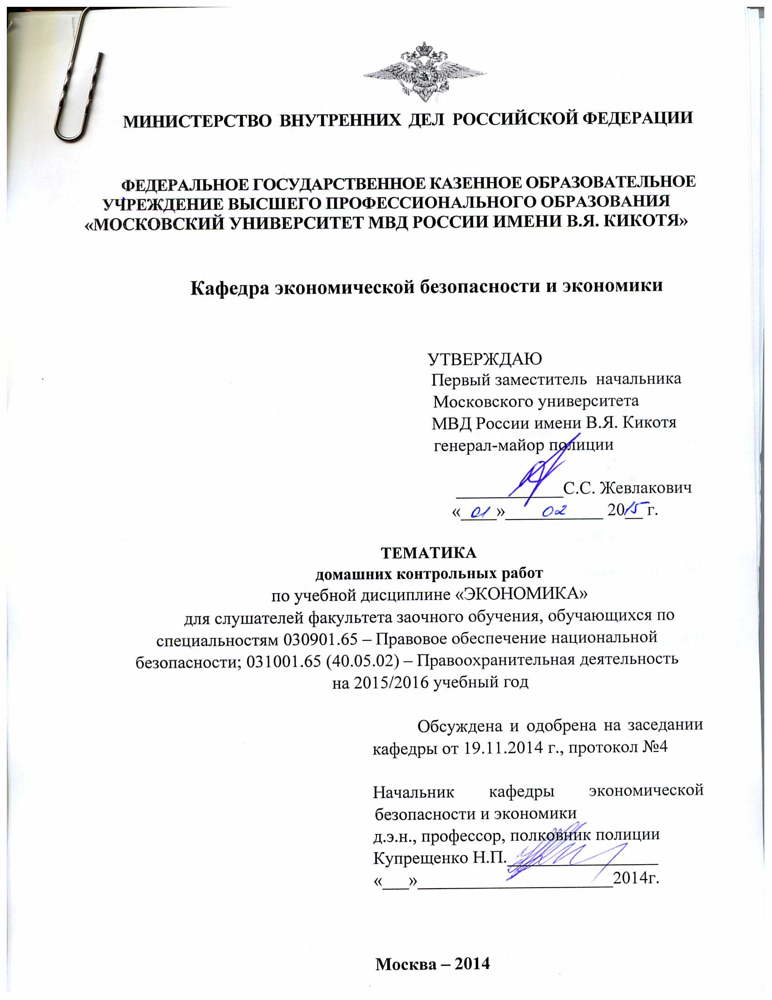 МИНИСТЕРСТВО ВНУТРЕННИХ ДЕЛ РОССИЙСКОЙ ФЕДЕРАЦИИ
ФЕДЕРАЛЬНОЕ ГОСУДАРСТВЕННОЕ КАЗЕННОЕ ОБРАЗОВАТЕЛЬНОЕ
УЧРЕЖДЕНИЕ ВЫСШЕГО ПРОФЕССИОНАЛЬНОГО ОБРАЗОВАНИЯ
«МОСКОВСКИЙ УНИВЕРСИТЕТ МВД РОССИИ ИМЕНИ В.Я. КИКОТЯ»
Кафедра экономической безопасности и экономики
УТВЕРЖДАЮ
Первый заместитель начальника
Московского университета
МВД России имени В.Я. Кикотя
генерал-майор полиции
____________С.С. Жевлакович
«01» 02 2015 г.
ТЕМАТИКА
домашних контрольных работ
по учебной дисциплине «ЭКОНОМИКА»
для слушателей факультета заочного обучения, обучающихся по
специальностям 030901.65 – Правовое обеспечение национальной
безопасности; 031001.65 (40.05.02) – Правоохранительная деятельность
на 2015/2016 учебный год
Обсуждена и одобрена на заседании
кафедры от 19.11.2014 г., протокол №4
Начальник кафедры экономической
безопасности и экономики
д.э.н., профессор, полковник полиции
Купрещенко Н.П._________________
«___»______________________2014г.
Москва – 2014